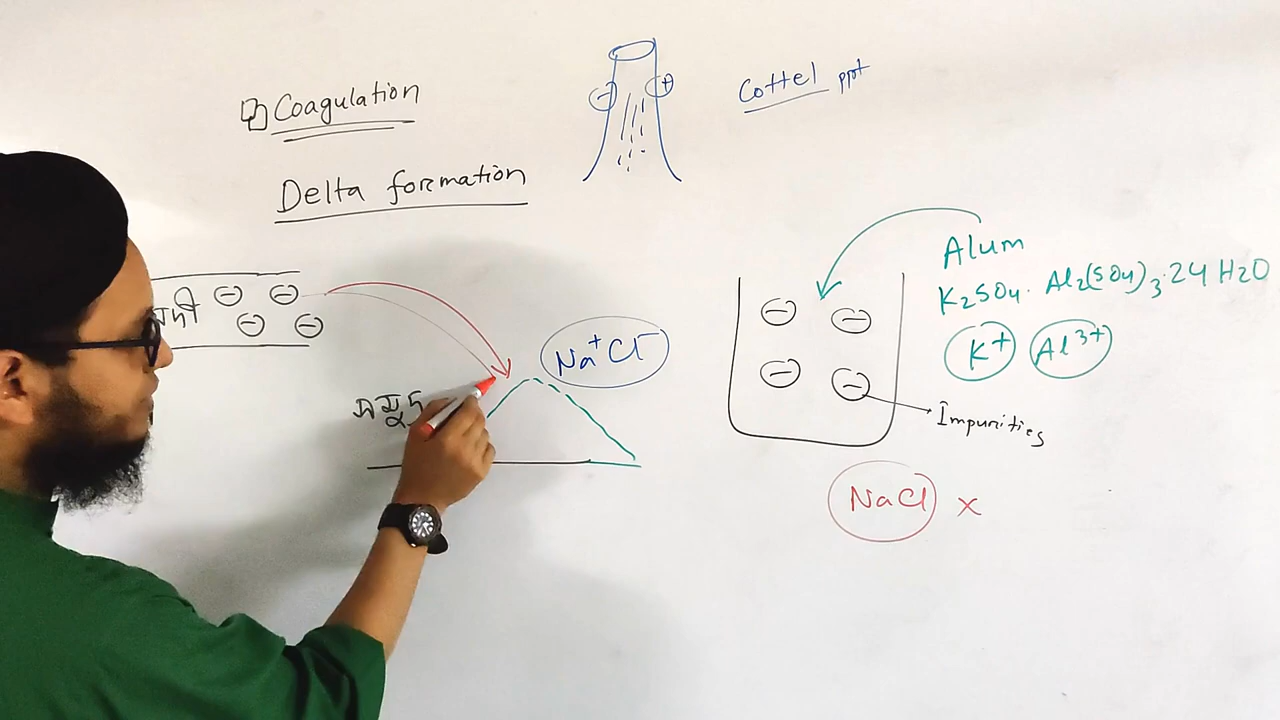 Coagulation
Cottel ppt
Delta formation
Alum
K₂SO₄. Al₂(SO₄)₃.24 H₂O
K⁺ Al³⁺
Na⁺Cl⁻
Impurities
NaCl x